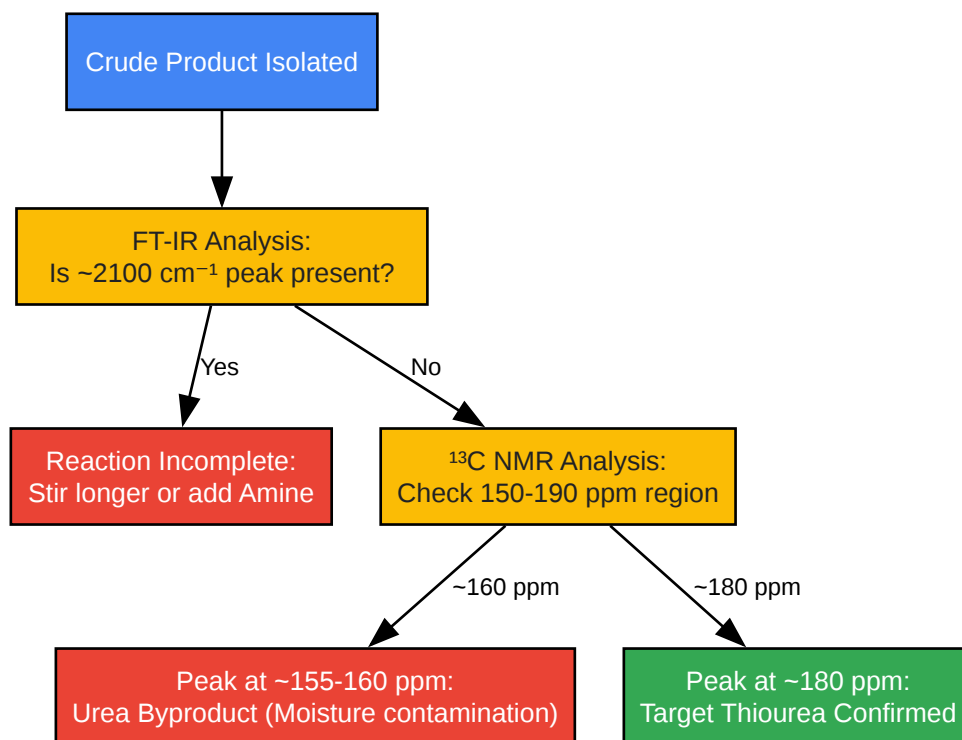 Crude Product Isolated
FT-IR Analysis:
Is ~2100 cm⁻¹ peak present?
Yes
No
Reaction Incomplete:
Stir longer or add Amine
¹³C NMR Analysis:
Check 150-190 ppm region
~160 ppm
~180 ppm
Peak at ~155-160 ppm:
Urea Byproduct (Moisture contamination)
Peak at ~180 ppm:
Target Thiourea Confirmed